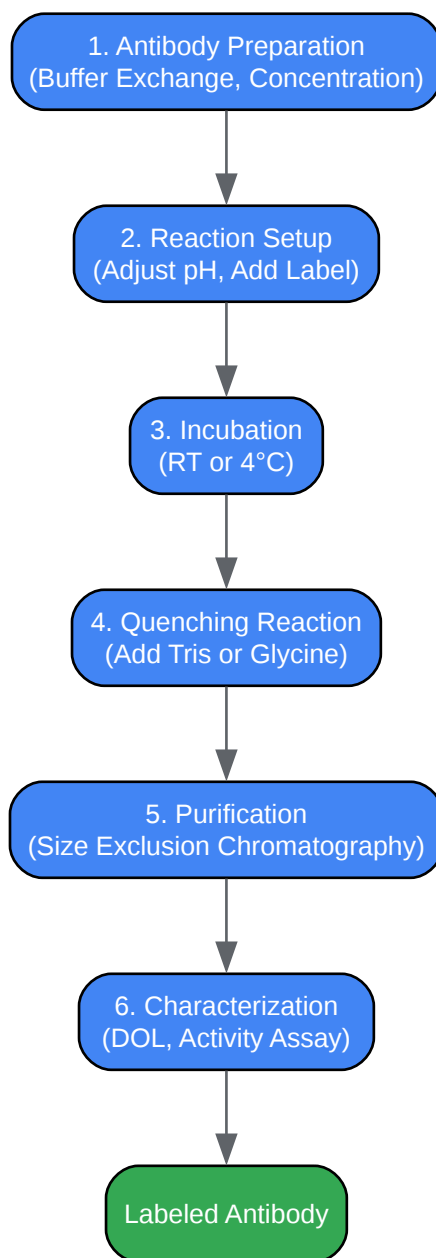 1. Antibody Preparation
(Buffer Exchange, Concentration)
2. Reaction Setup
(Adjust pH, Add Label)
3. Incubation
(RT or 4°C)
4. Quenching Reaction
(Add Tris or Glycine)
5. Purification
(Size Exclusion Chromatography)
6. Characterization
(DOL, Activity Assay)
Labeled Antibody